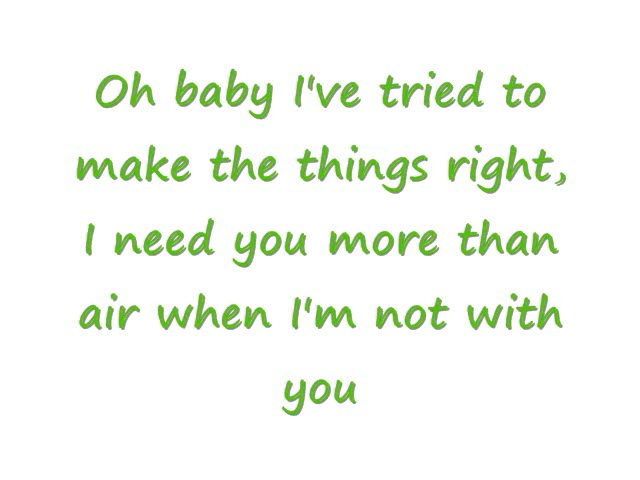 Oh baby I've tried to
make the things right,
I need you more than
air when I'm not with
you